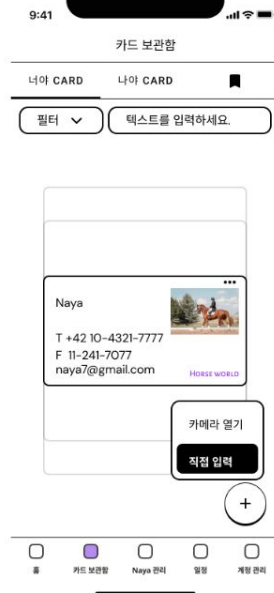 9:41
카드 보관함
너야 CARD
나야 CARD
필터
텍스트를 입력하세요.
Naya
T +42 10-4321-7777
F 11-241-7077
naya7@gmail.com
HORSE WORLD
카메라 열기
직접 입력
+
홈
카드 보관함
Naya 관리
일정
계정 관리